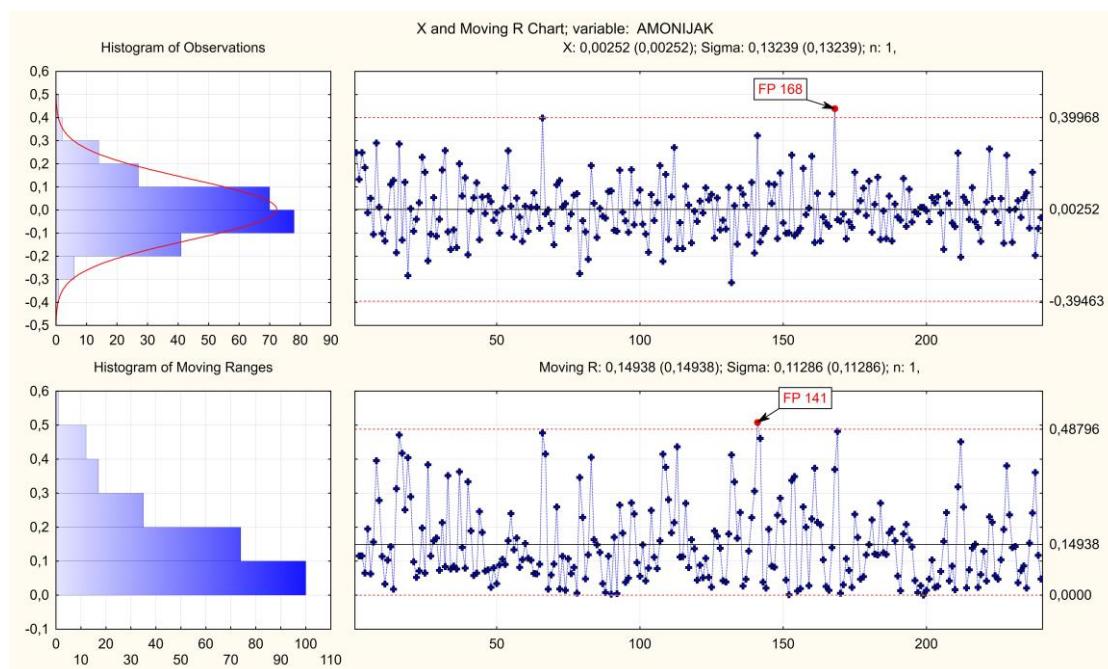 X and Moving R Chart; variable: AMONIJAK
Histogram of Observations
X: 0,00252 (0,00252); Sigma: 0,13239 (0,13239); n: 1,
0,6
0,5
0,4
0,3
0,2
0,1
0,0
-0,1
-0,2
-0,3
-0,4
-0,5
0 10 20 30 40 50 60 70 80 90
FP 168
0,39968
0,00252
-0,39463
50 100 150 200
Histogram of Moving Ranges
Moving R: 0,14938 (0,14938); Sigma: 0,11286 (0,11286); n: 1,
0,6
0,5
0,4
0,3
0,2
0,1
0,0
-0,1
0 20 40 60 80 100
10 30 50 70 90 110
FP 141
0,48796
0,14938
0,0000
50 100 150 200